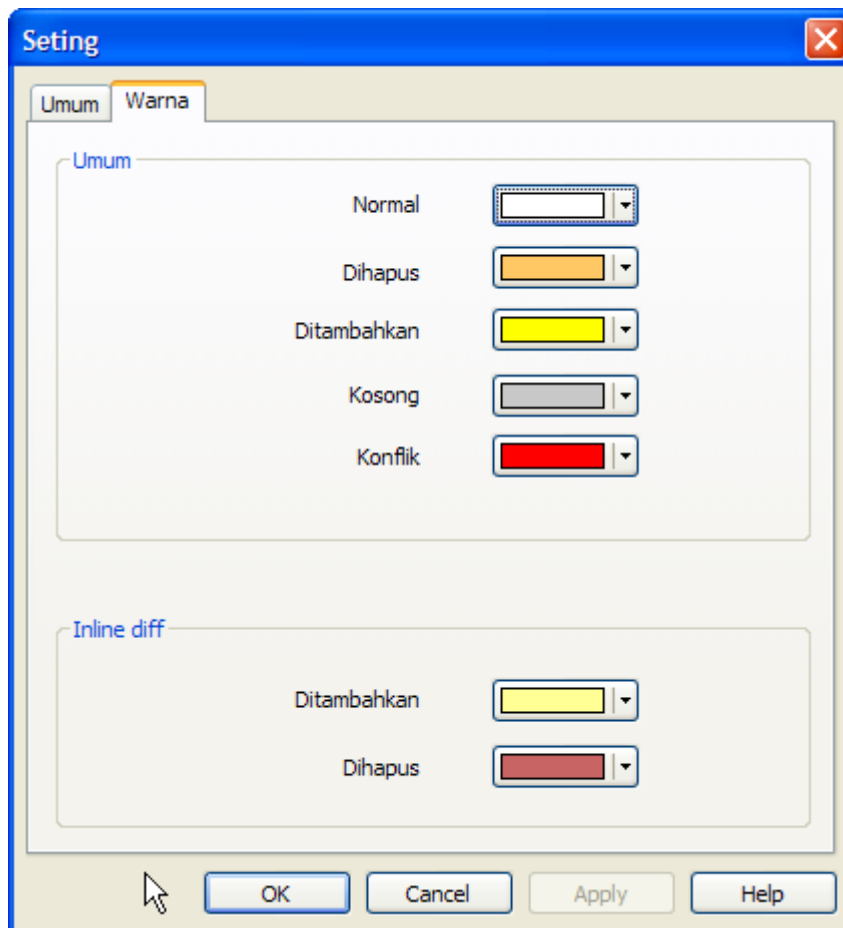 Seting
Umum Warna
Umum
Normal
Dihapus
Ditambahkan
Kosong
Konflik
Inline diff
Ditambahkan
Dihapus
OK Cancel Apply Help